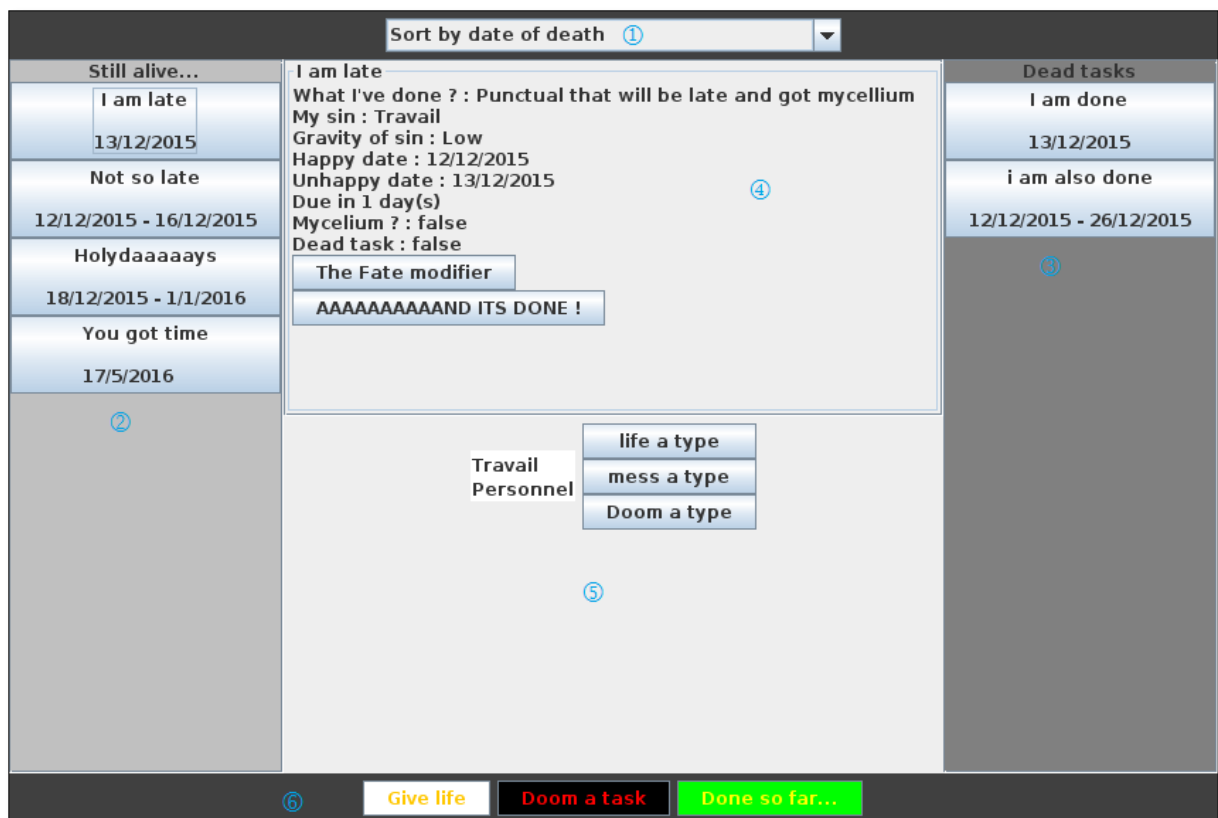 Sort by date of death ①
Still alive...
I am late
13/12/2015
Not so late
12/12/2015 - 16/12/2015
Holydaaaaays
18/12/2015 - 1/1/2016
You got time
17/5/2016
②
I am late
What I've done ? : Punctual that will be late and got mycellium
My sin : Travail
Gravity of sin : Low
Happy date : 12/12/2015
Unhappy date : 13/12/2015
④
Due in 1 day(s)
Mycelium ? : false
Dead task : false
The Fate modifier
AAAAAAAAAAND ITS DONE !
Travail
Personnel
life a type
mess a type
Doom a type
⑤
Dead tasks
I am done
13/12/2015
i am also done
12/12/2015 - 26/12/2015
③
⑥
Give life
Doom a task
Done so far...